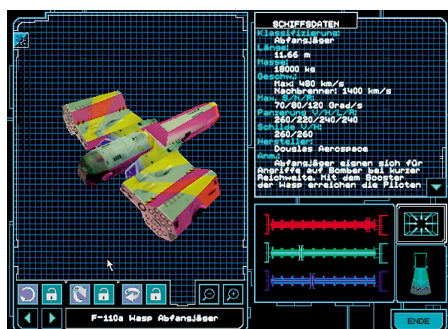 SCHIFFSDATEN
Klassifizierung:
Abfangjäger
Länge:
11.66 m
Masse:
18000 kg
Geschw.:
Max: 480 km/s
Nachbrenner: 1400 km/s
Max. S/N/R:
70/80/120 Grad/s
Panzerung V/H/L/R:
260/220/240/240
Schilde V/H:
260/260
Hersteller:
Douglas Aerospace
Anm.:
Abfangjäger eignen sich für
Angriffe auf Bomber bei kurzer
Reichweite. Mit dem Booster
der Wasp erreichen die Piloten
F-110a Wasp Abfangjäger
ENDE